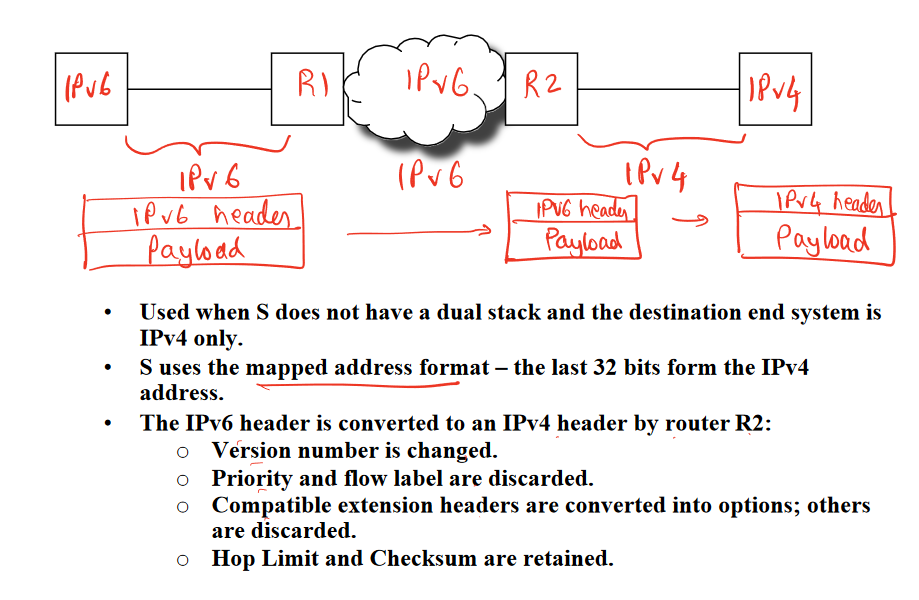 IPv6 R1 IPv6 R2 IPv4
IPv6 IPv6 IPv4
IPv6 header IPv6 header IPv4 header
Payload Payload Payload
• Used when S does not have a dual stack and the destination end system is
IPv4 only.
• S uses the mapped address format – the last 32 bits form the IPv4
address.
• The IPv6 header is converted to an IPv4 header by router R2:
○ Version number is changed.
○ Priority and flow label are discarded.
○ Compatible extension headers are converted into options; others
are discarded.
○ Hop Limit and Checksum are retained.